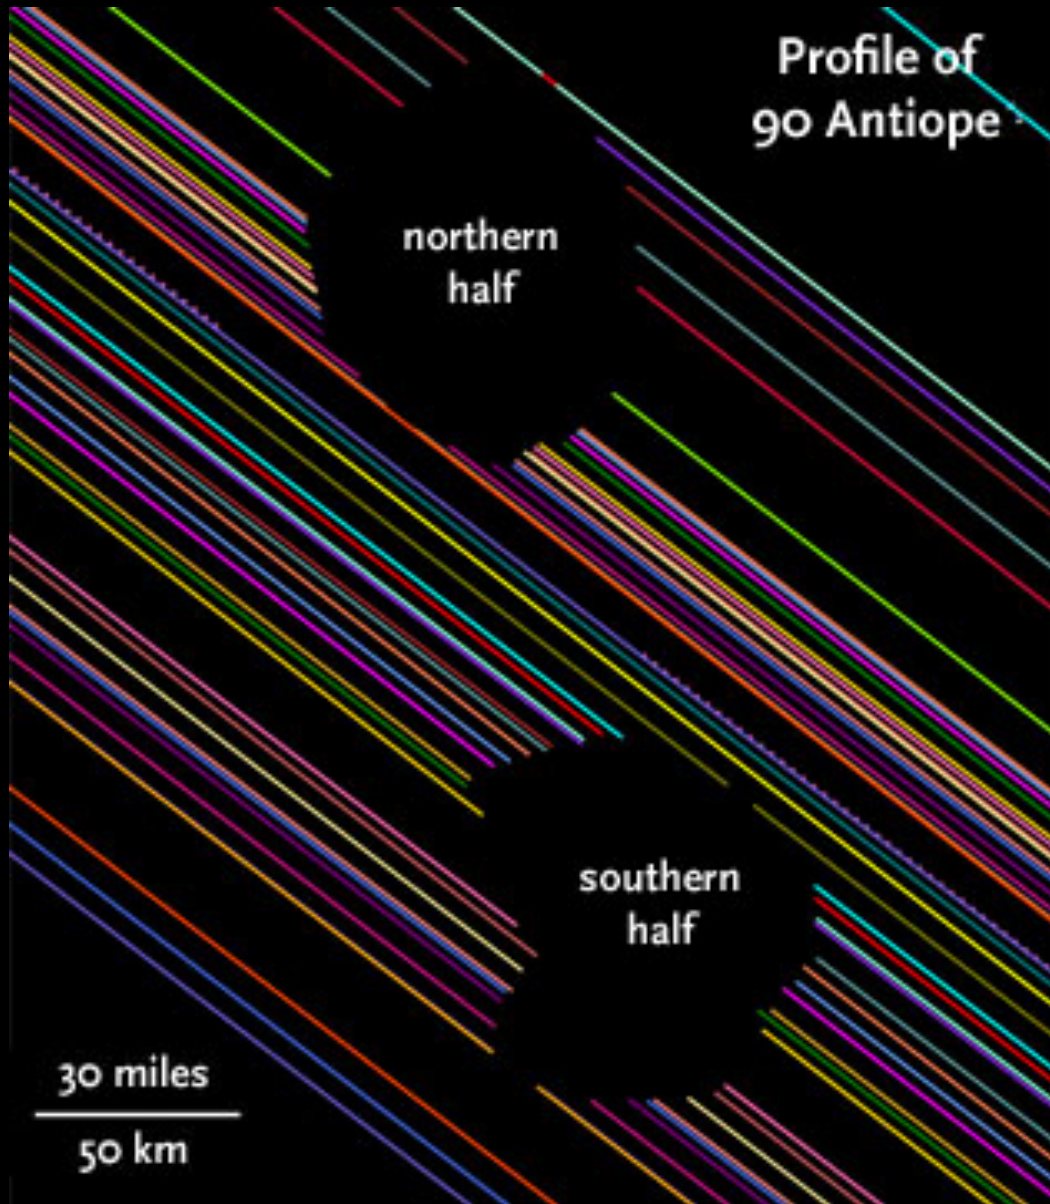 Profile of
90 Antiope
northern
half
southern
half
30 miles
50 km